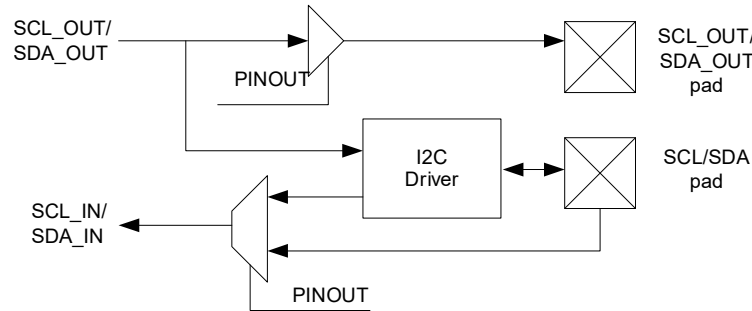 SCL_OUT/
SDA_OUT
SCL_OUT/
SDA_OUT
pad
PINOUT
I2C
Driver
SCL/SDA
pad
SCL_IN/
SDA_IN
PINOUT